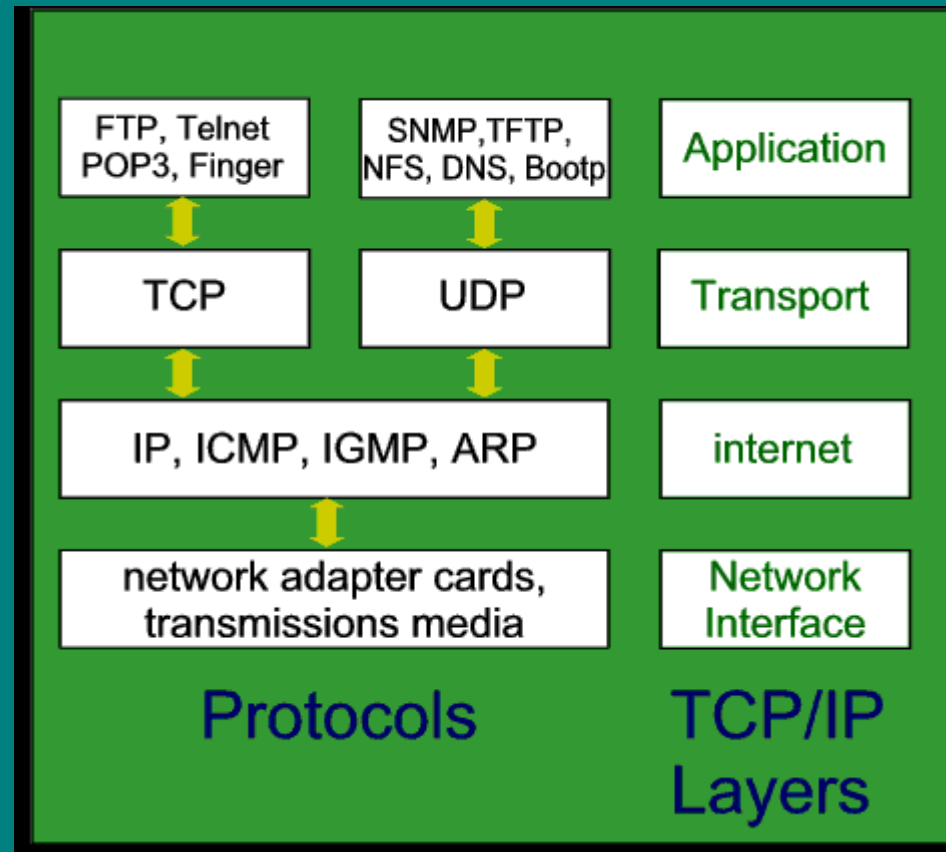 FTP, Telnet
POP3, Finger
SNMP,TFTP,
NFS, DNS, Bootp
Application
TCP
UDP
Transport
IP, ICMP, IGMP, ARP
internet
network adapter cards,
transmissions media
Network
Interface
Protocols
TCP/IP
Layers